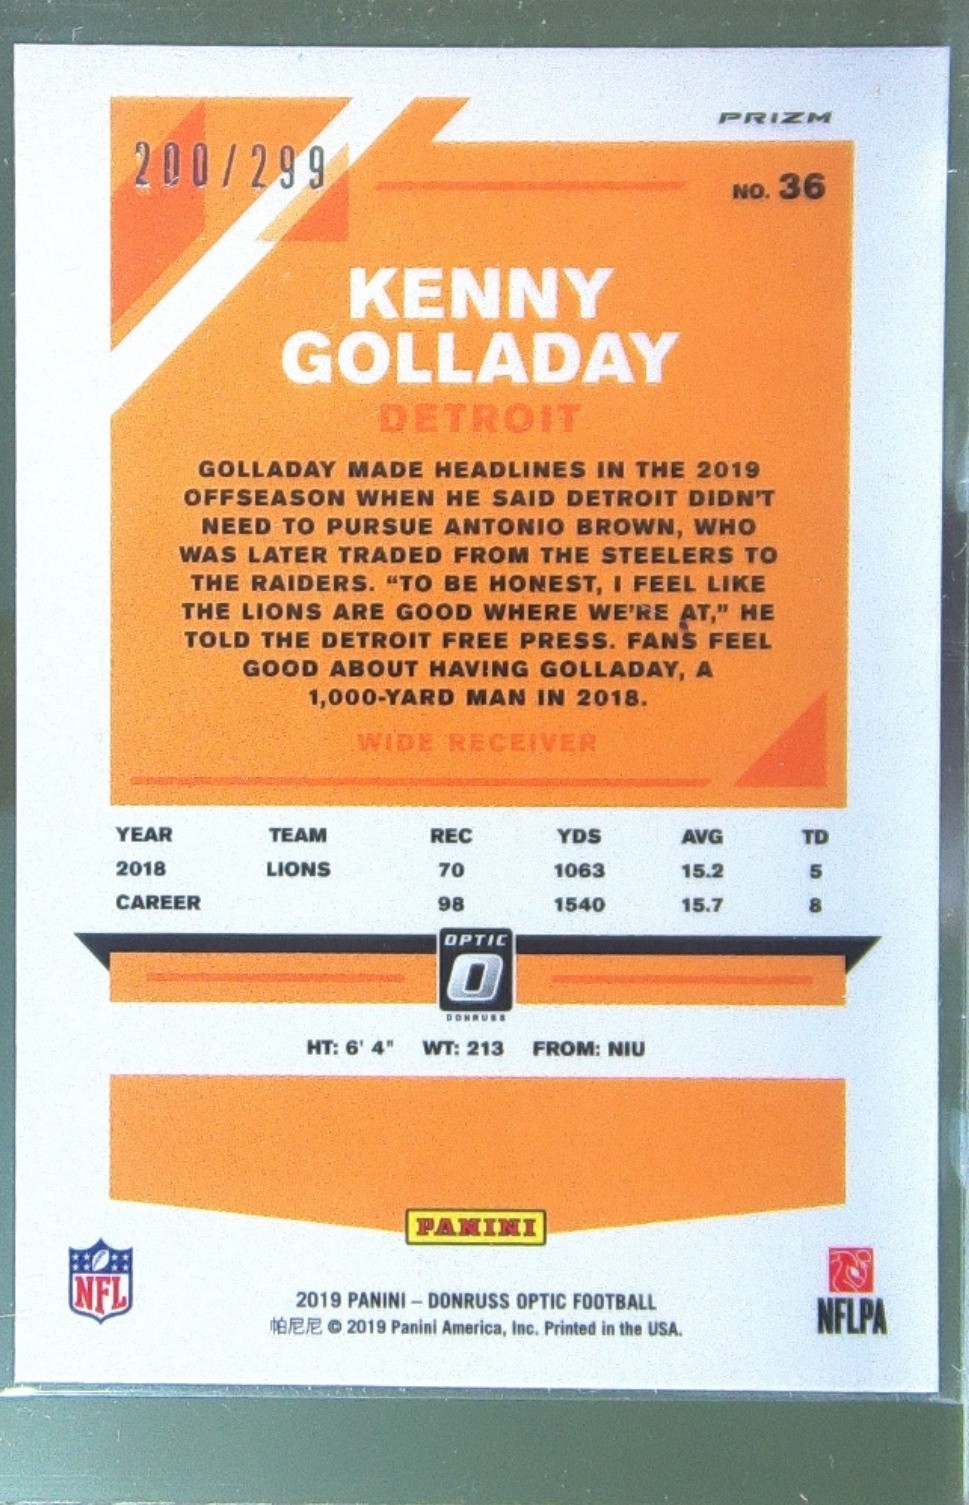 PRIZM
200/299
NO. 36
KENNY
GOLLADAY
DETROIT
GOLLADAY MADE HEADLINES IN THE 2019
OFFSEASON WHEN HE SAID DETROIT DIDN'T
NEED TO PURSUE ANTONIO BROWN, WHO
WAS LATER TRADED FROM THE STEELERS TO
THE RAIDERS. “TO BE HONEST, I FEEL LIKE
THE LIONS ARE GOOD WHERE WE'RE AT,” HE
TOLD THE DETROIT FREE PRESS. FANS FEEL
GOOD ABOUT HAVING GOLLADAY, A
1,000-YARD MAN IN 2018.
WIDE RECEIVER
YEAR TEAM REC YDS AVG TD
2018 LIONS 70 1063 15.2 5
CAREER 98 1540 15.7 8
OPTIC
O
DONRUSS
HT: 6' 4" WT: 213 FROM: NIU
PANINI
NFL
NFLPA
2019 PANINI – DONRUSS OPTIC FOOTBALL
帕尼尼 © 2019 Panini America, Inc. Printed in the USA.